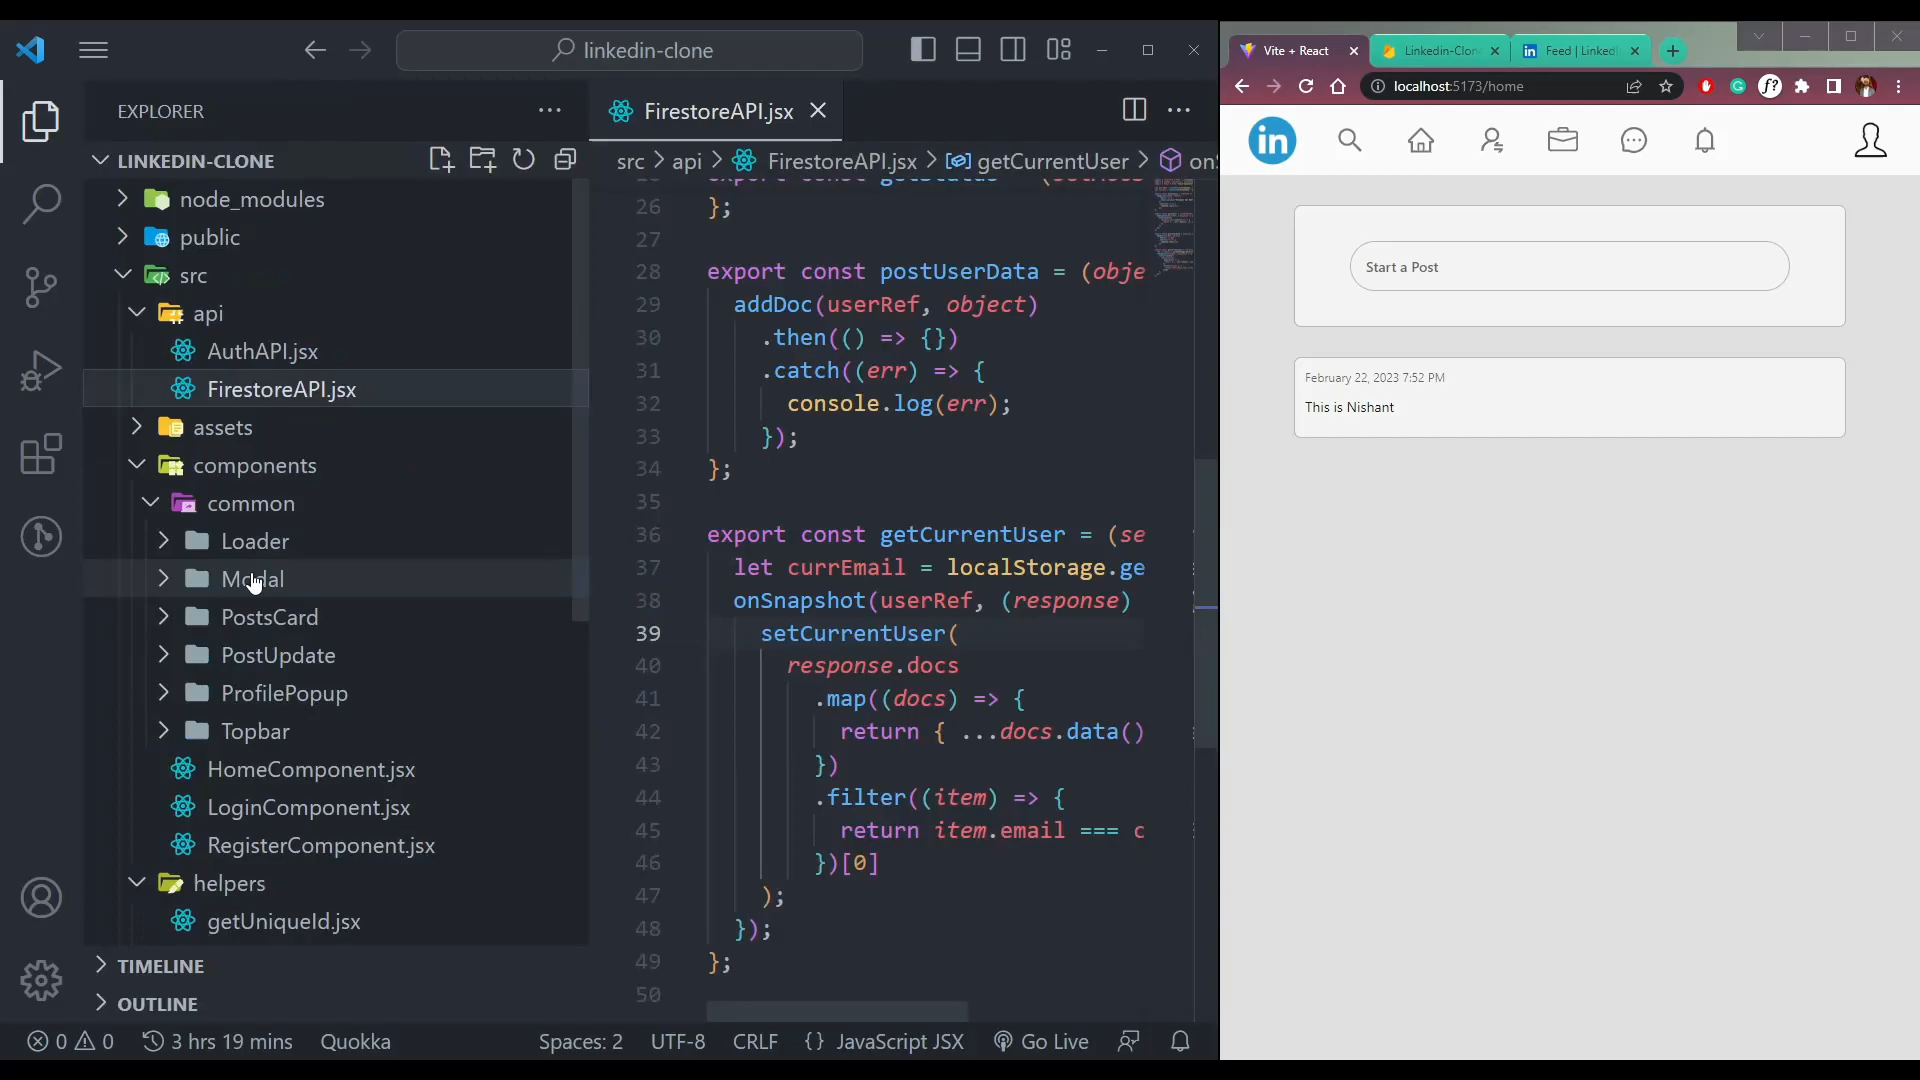 linkedin-clone
EXPLORER
LINKEDIN-CLONE
node_modules
public
src
api
AuthAPI.jsx
FirestoreAPI.jsx
assets
components
common
Loader
Modal
PostsCard
PostUpdate
ProfilePopup
Topbar
HomeComponent.jsx
LoginComponent.jsx
RegisterComponent.jsx
helpers
getUniqueId.jsx
TIMELINE
OUTLINE
FirestoreAPI.jsx
src > api > FirestoreAPI.jsx > getCurrentUser >
26 };
27
28 export const postUserData = (obje
29 addDoc(userRef, object)
30 .then(() => {})
31 .catch((err) => {
32 console.log(err);
33 });
34 };
35
36 export const getCurrentUser = (se
37 let currEmail = localStorage.ge
38 onSnapshot(userRef, (response)
39 setCurrentUser(
40 response.docs
41 .map((docs) => {
42 return { ...docs.data()
43 })
44 .filter((item) => {
45 return item.email === c
46 })[0]
47 );
48 });
49 };
50
0 0 3 hrs 19 mins Quokka Spaces: 2 UTF-8 CRLF {} JavaScript JSX Go Live
Vite + React Linkedin-Clon Feed | Linked
localhost:5173/home
in
Start a Post
February 22, 2023 7:52 PM
This is Nishant